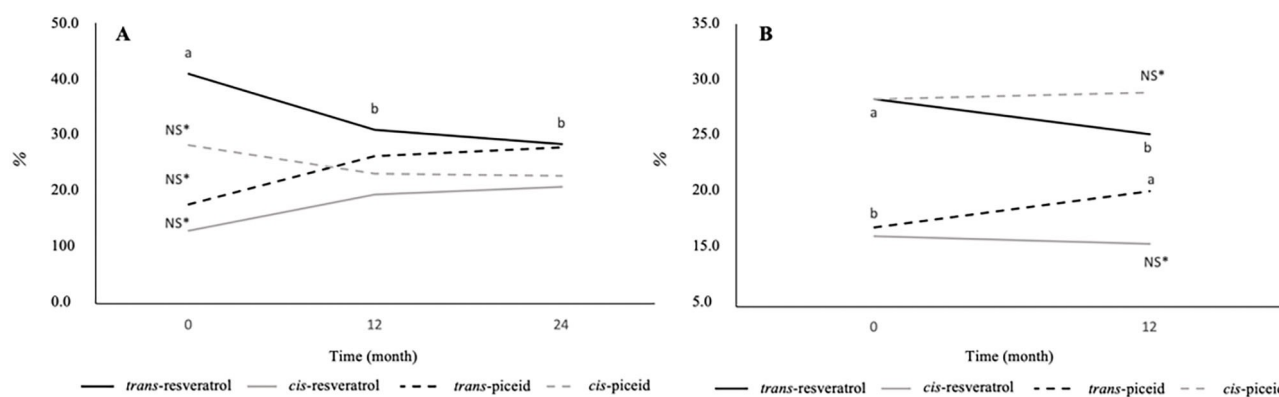 A
50.0
40.0
30.0
20.0
100
0.0
%
a
b
b
NS*
NS*
NS*
0
12
24
Time (month)
trans-resveratrol cis-resveratrol trans-piceid cis-piceid
B
35.0
30.0
25.0
20.0
15.0
5.0
%
NS*
a
b
a
b
NS*
0
12
Time (month)
trans-resveratrol cis-resveratrol trans-piceid cis-piceid